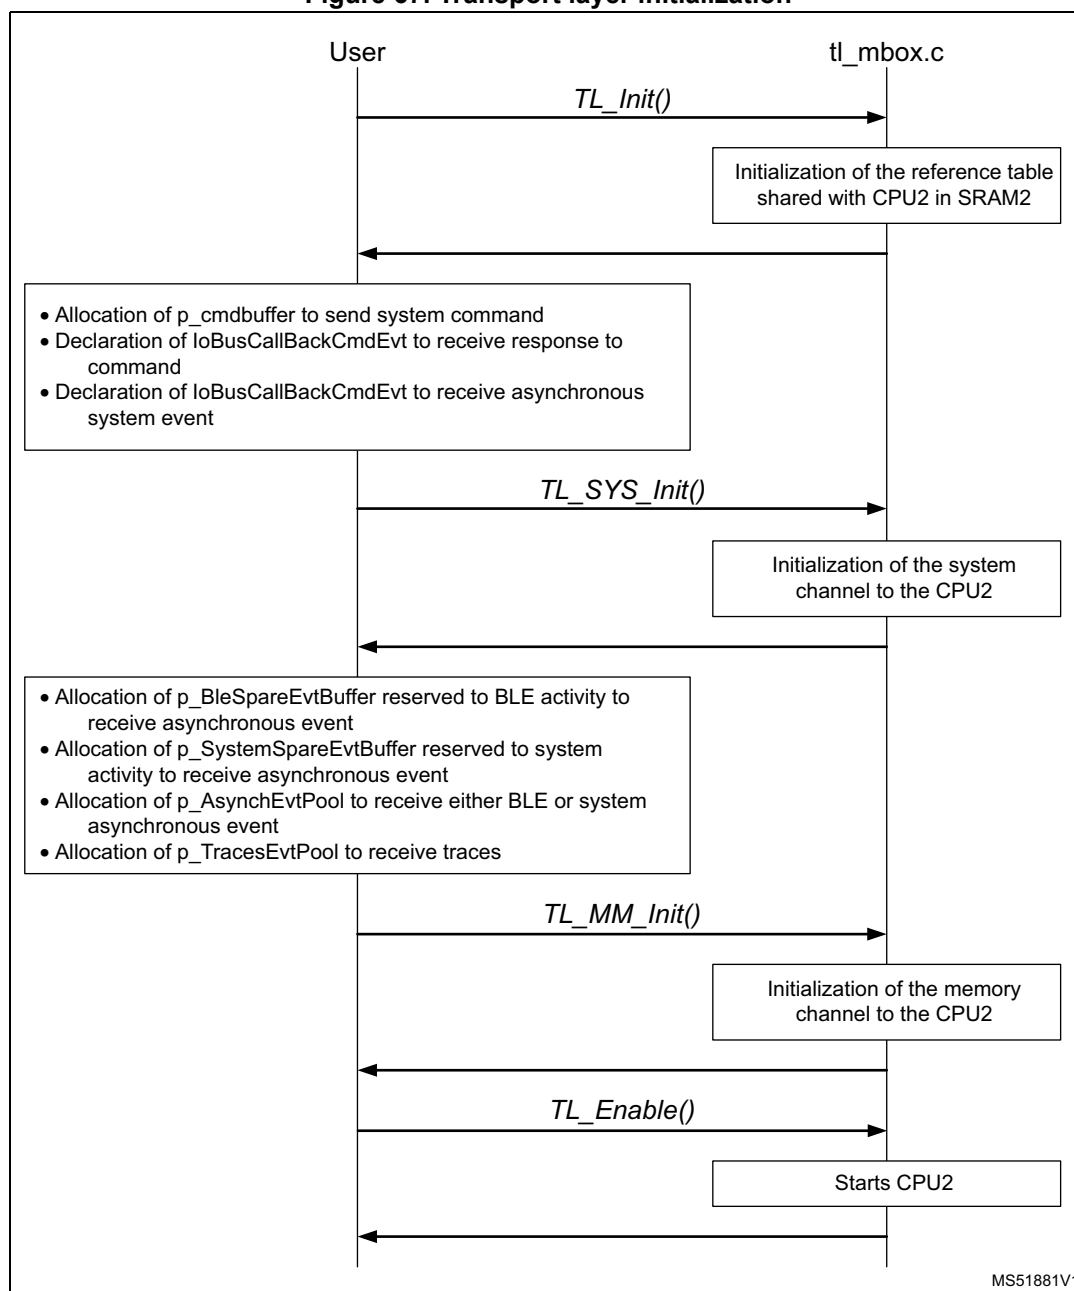 User
tl_mbox.c
TL_Init()
Initialization of the reference table
shared with CPU2 in SRAM2
• Allocation of p_cmdbuffer to send system command
• Declaration of IoBusCallBackCmdEvt to receive response to
command
• Declaration of IoBusCallBackCmdEvt to receive asynchronous
system event
TL_SYS_Init()
Initialization of the system
channel to the CPU2
• Allocation of p_BleSpareEvtBuffer reserved to BLE activity to
receive asynchronous event
• Allocation of p_SystemSpareEvtBuffer reserved to system
activity to receive asynchronous event
• Allocation of p_AsynchEvtPool to receive either BLE or system
asynchronous event
• Allocation of p_TracesEvtPool to receive traces
TL_MM_Init()
Initialization of the memory
channel to the CPU2
TL_Enable()
Starts CPU2
MS51881V1